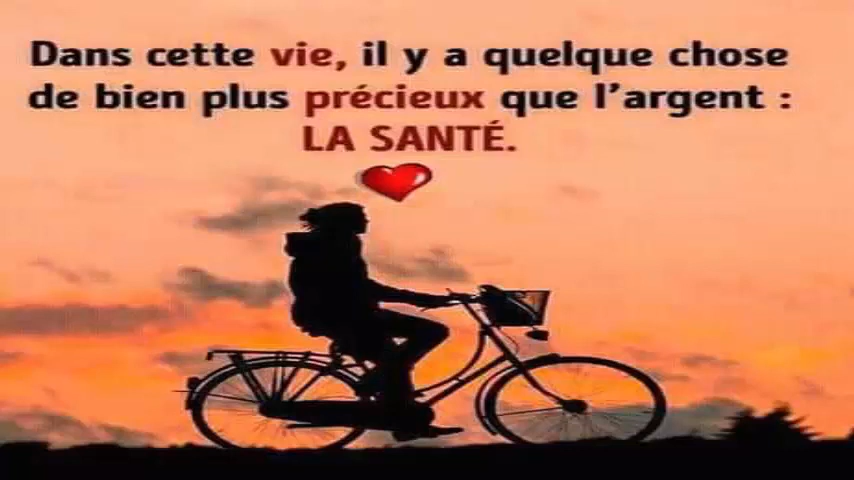 Dans cette vie, il y a quelque chose
de bien plus précieux que l'argent :
LA SANTÉ.